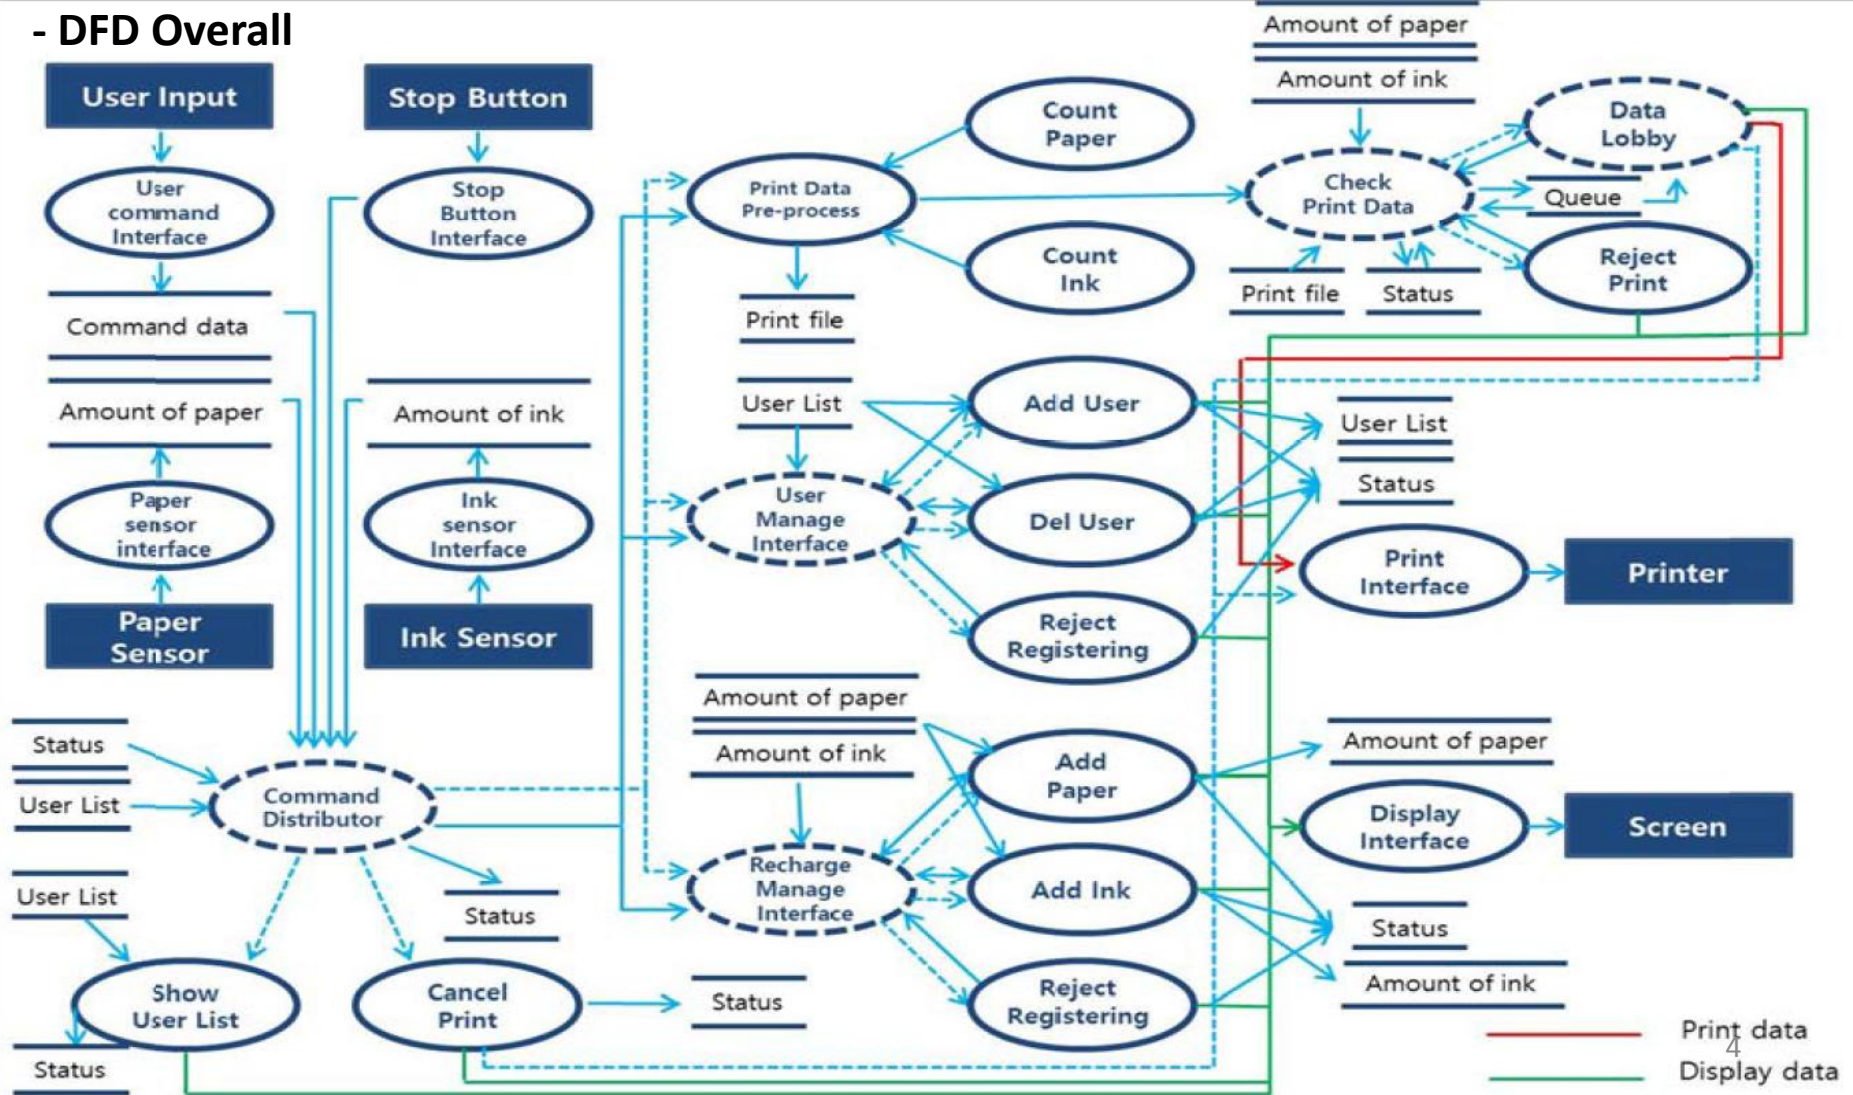 - DFD Overall
User Input
Stop Button
User
command
Interface
Stop
Button
Interface
Command data
Amount of paper
Amount of ink
Paper
sensor
interface
Ink
sensor
Interface
Paper
Sensor
Ink Sensor
Status
User List
Command
Distributor
User List
Status
Show
User List
Cancel
Print
Status
Status
Count
Paper
Print Data
Pre-process
Count
Ink
Print file
User List
Add User
User
Manage
Interface
Del User
Reject
Registering
Amount of paper
Amount of ink
Add
Paper
Recharge
Manage
Interface
Add Ink
Reject
Registering
Amount of paper
Amount of ink
Data
Lobby
Check
Print Data
Queue
Reject
Print
Print file
Status
User List
Status
Print
Interface
Printer
Amount of paper
Display
Interface
Screen
Status
Amount of ink
Print data
4
Display data